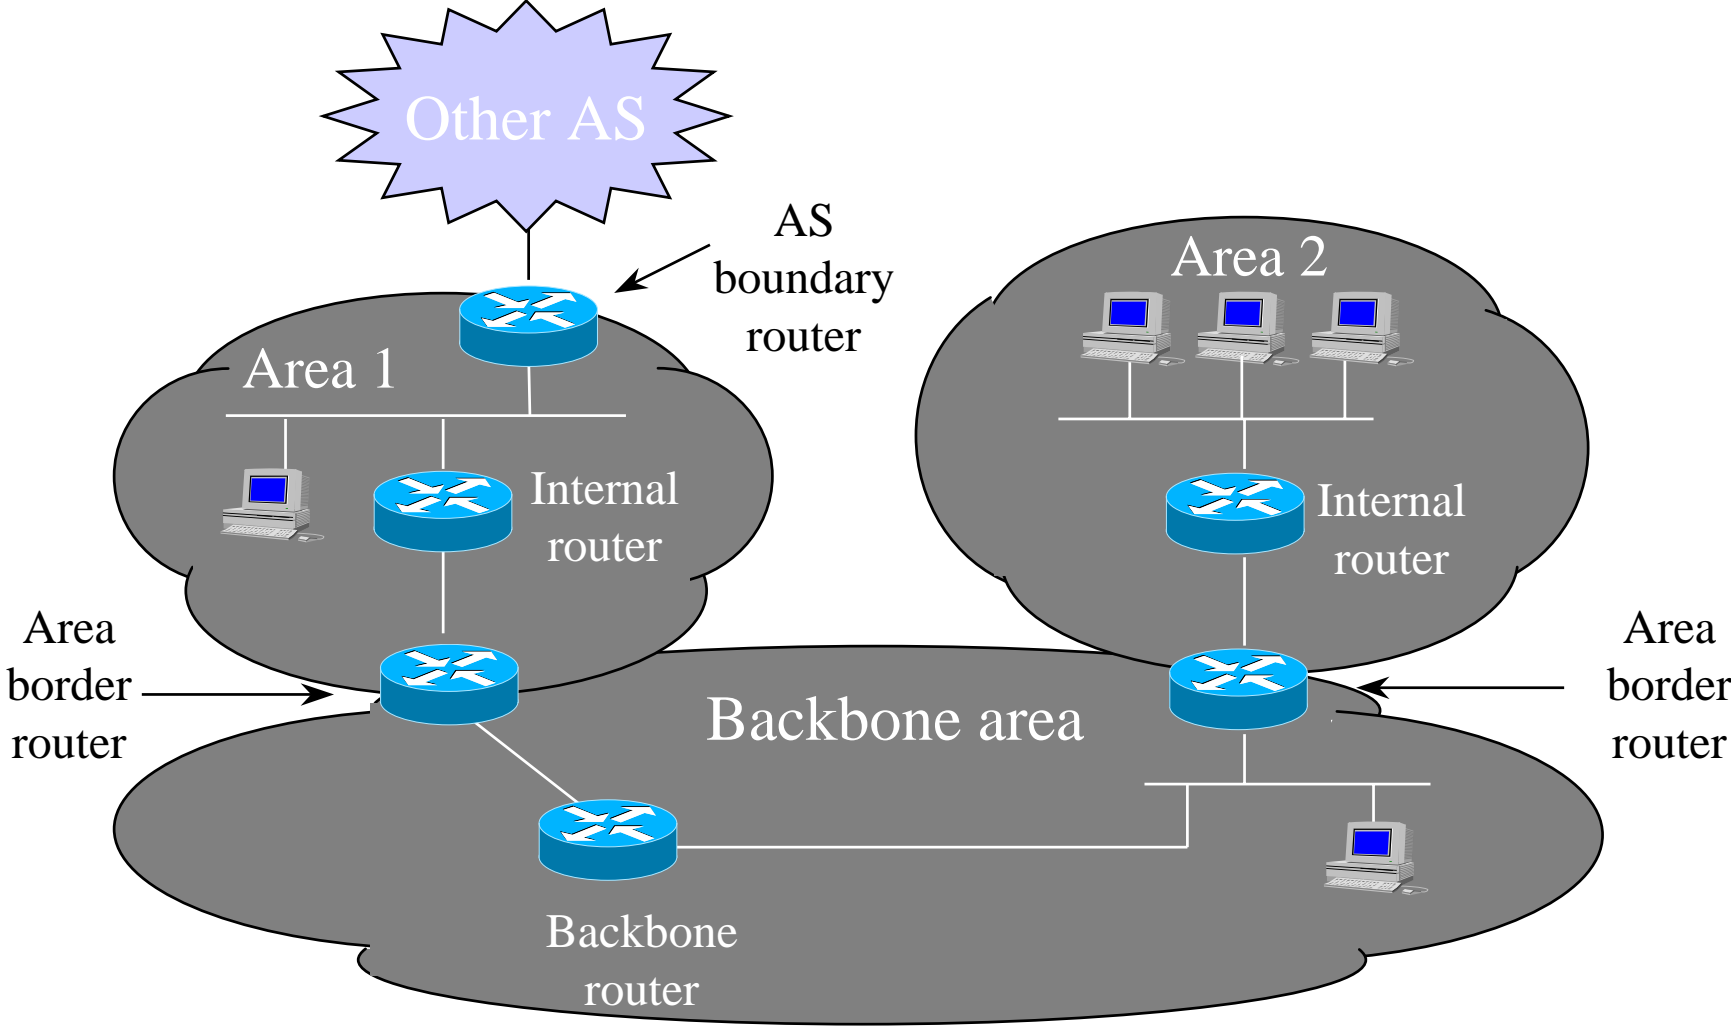 Other AS
AS
boundary
router
Area 1
Area 2
Internal
router
Internal
router
Area
border
router
Area
border
router
Backbone area
Backbone
router